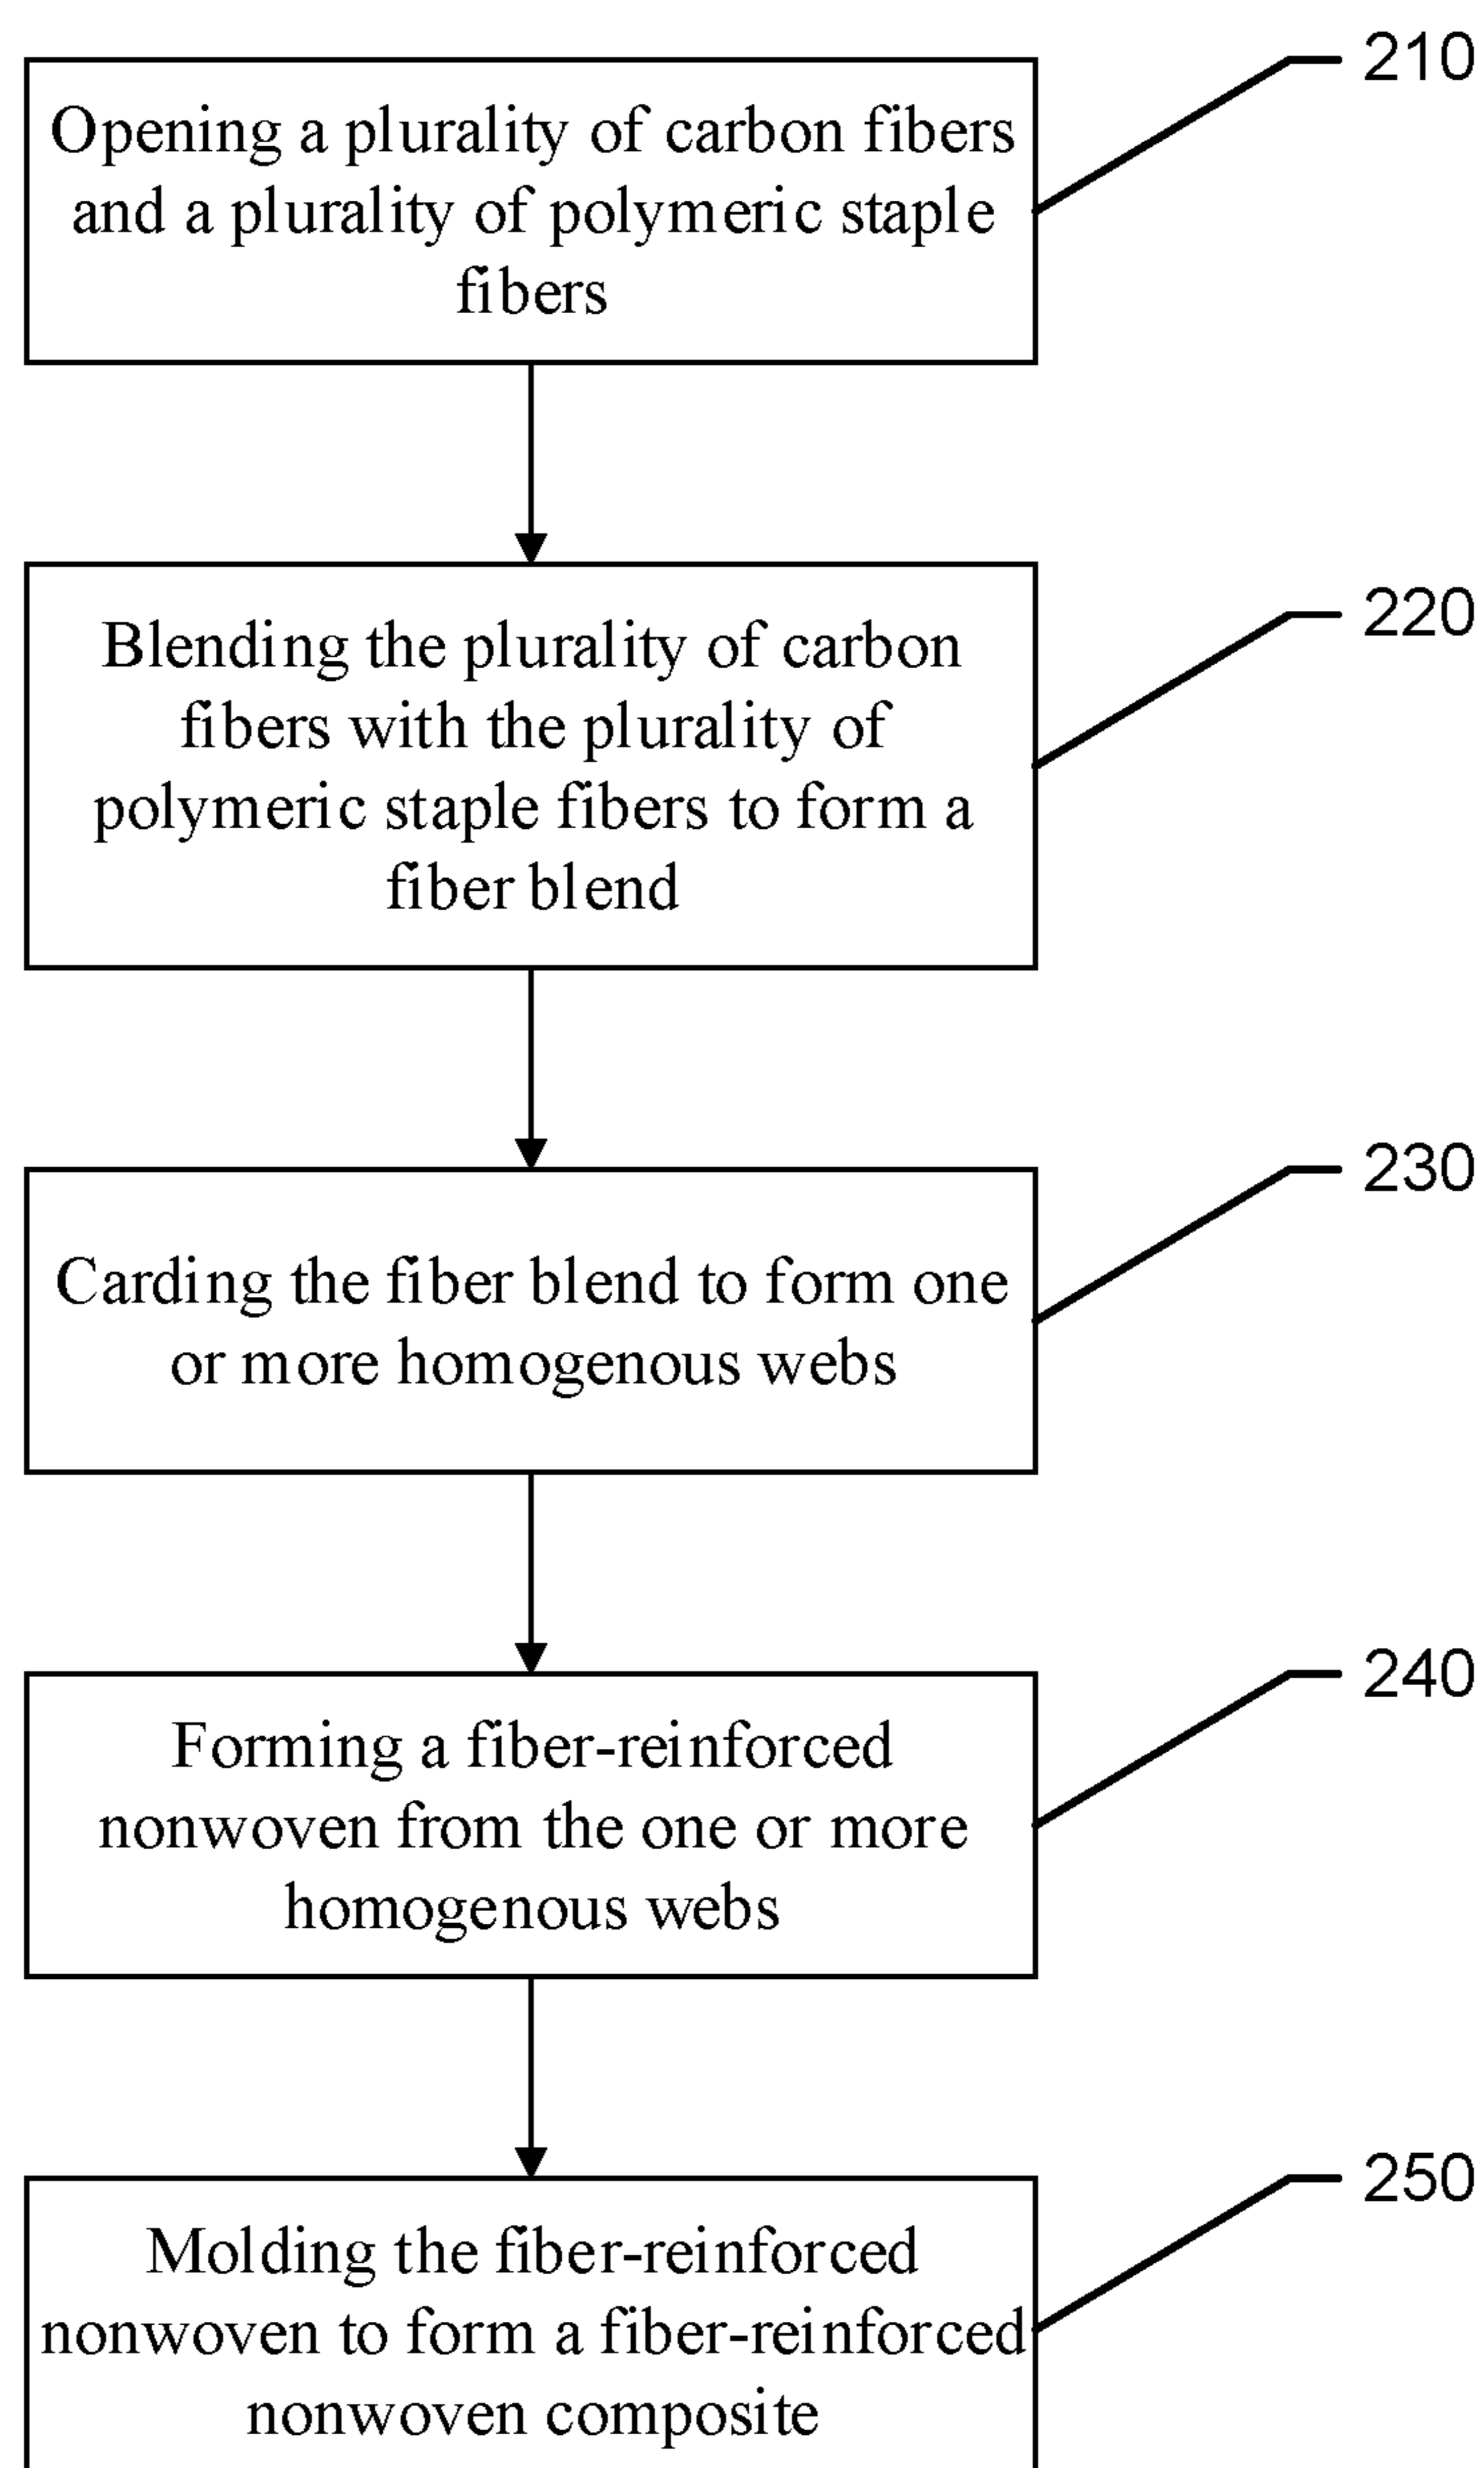 210
Opening a plurality of carbon fibers
and a plurality of polymeric staple
fibers
220
Blending the plurality of carbon
fibers with the plurality of
polymeric staple fibers to form a
fiber blend
230
Carding the fiber blend to form one
or more homogenous webs
240
Forming a fiber-reinforced
nonwoven from the one or more
homogenous webs
250
Molding the fiber-reinforced
nonwoven to form a fiber-reinforced
nonwoven composite